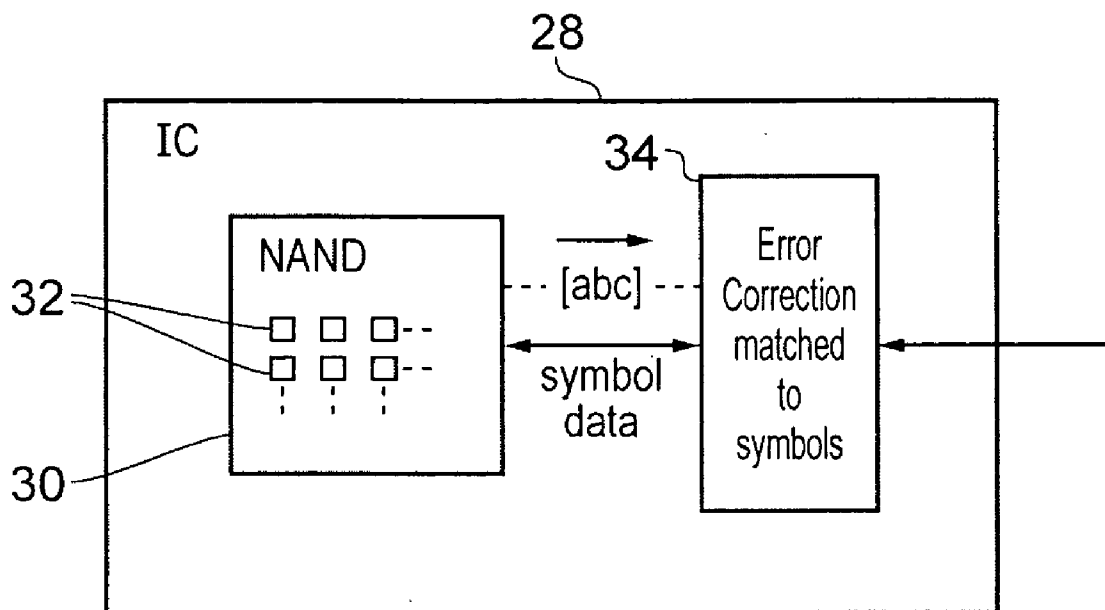 28
IC
34
NAND
[abc]
Error
Correction
matched
to
symbols
32
symbol
data
30